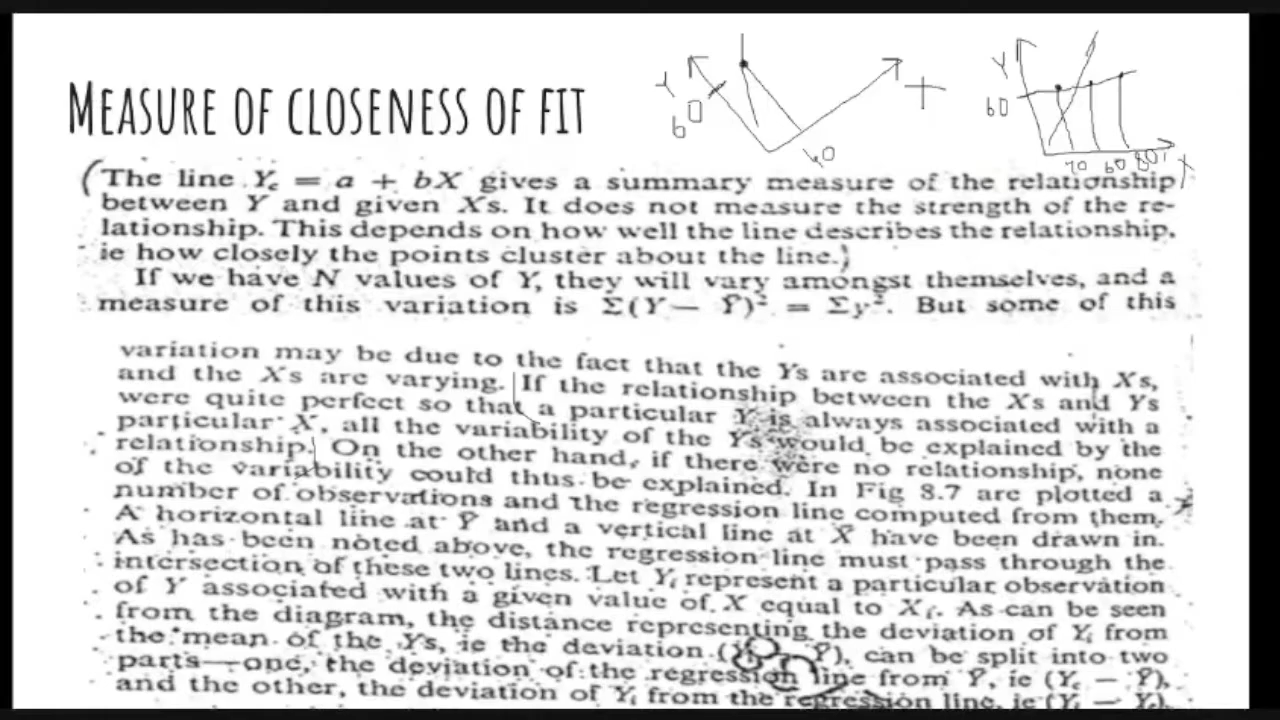 MEASURE OF CLOSENESS OF FIT
Y
60
40
Y
60
70 60 80
X
(The line Yc = a + bX gives a summary measure of the relationship
between Y and given Xs. It does not measure the strength of the re-
lationship. This depends on how well the line describes the relationship,
ie how closely the points cluster about the line.)
If we have N values of Y, they will vary amongst themselves, and a
measure of this variation is Σ(Y − Ȳ)² = Σy². But some of this
variation may be due to the fact that the Ys are associated with Xs,
and the Xs are varying. If the relationship between the Xs and Ys
were quite perfect so that a particular Y is always associated with a
particular X, all the variability of the Ys would be explained by the
relationship. On the other hand, if there were no relationship, none
of the variability could thus be explained. In Fig 8.7 are plotted a
number of observations and the regression line computed from them.
A horizontal line at Ȳ and a vertical line at X̄ have been drawn in.
As has been noted above, the regression line must pass through the
intersection of these two lines. Let Yi represent a particular observation
of Y associated with a given value of X equal to Xi. As can be seen
from the diagram, the distance representing the deviation of Yi from
the mean of the Ys, ie the deviation (Yi − Ȳ), can be split into two
parts—one, the deviation of the regression line from Ȳ, ie (Yc − Ȳ),
and the other, the deviation of Yi from the regression line, ie (Yi − Yc).